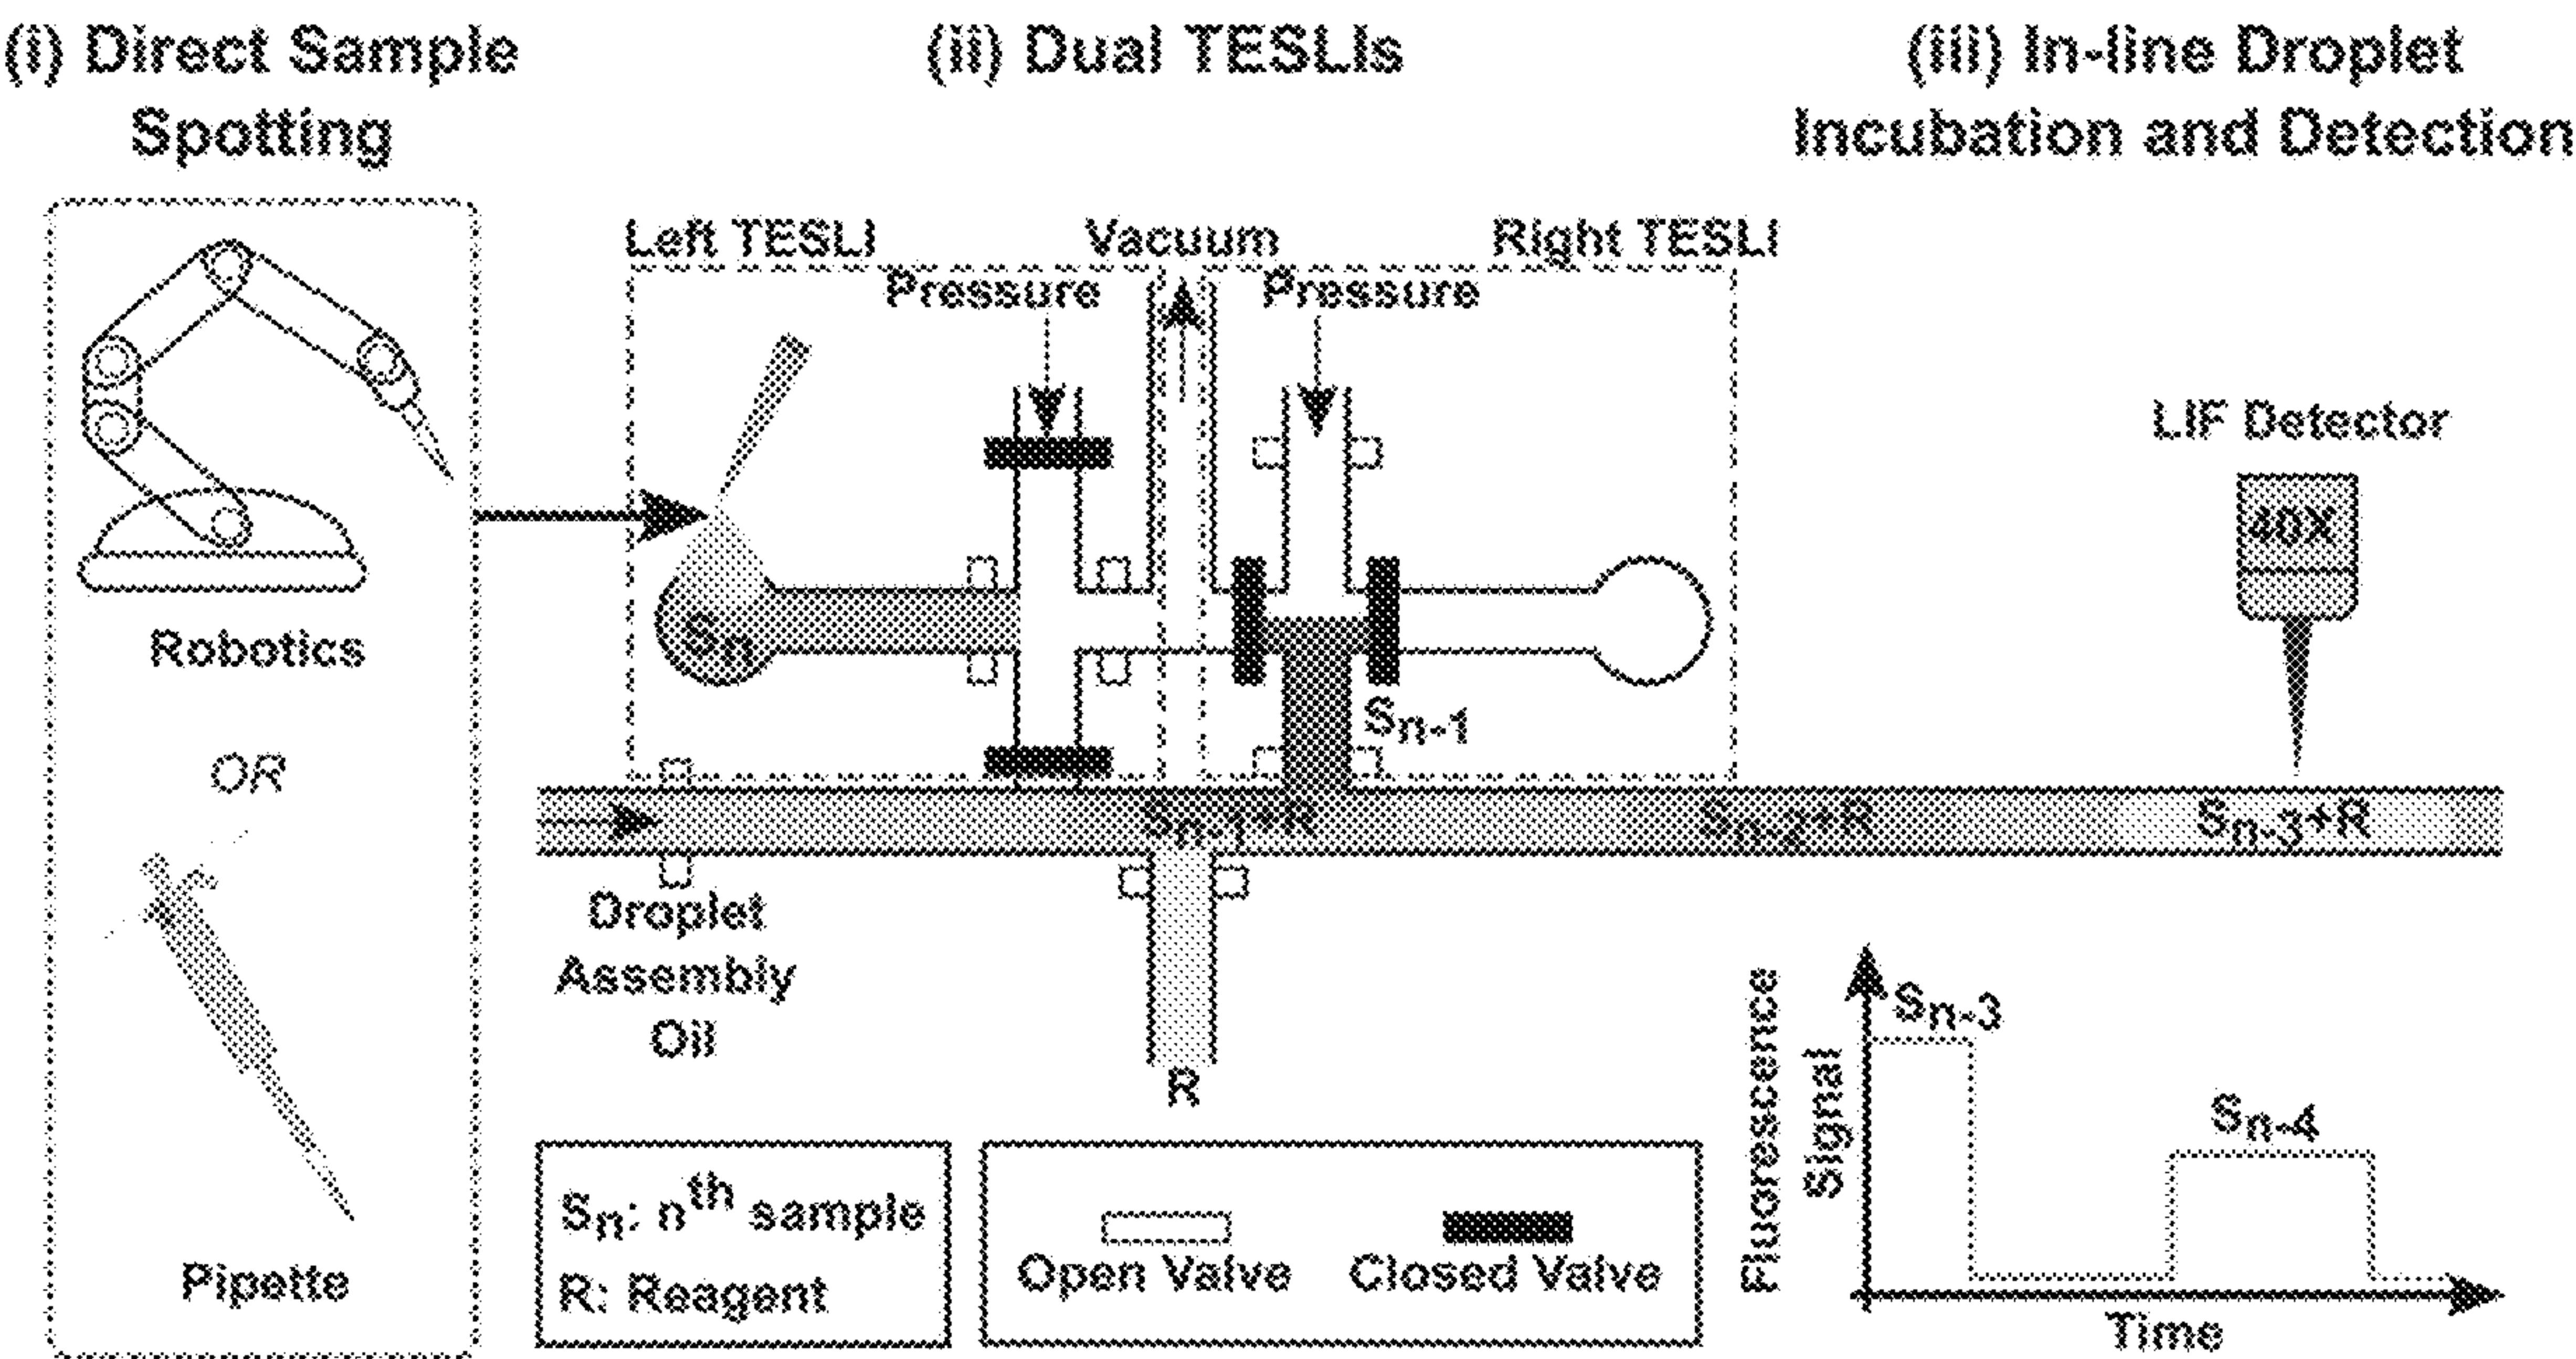 (i) Direct Sample
Spotting
(ii) Dual TESLIs
(iii) In-line Droplet
Incubation and Detection
Robotics
OR
Pipette
Left TESLI
Vacuum
Right TESLI
Pressure
Pressure
Sn
Sn-1
Sn-1+R
Sn-2+R
Sn-3+R
Droplet
Assembly
Oil
R
LIF Detector
40X
Sn: nth sample
R: Reagent
Open Valve
Closed Valve
Fluorescence
Signal
Sn-3
Sn-4
Time